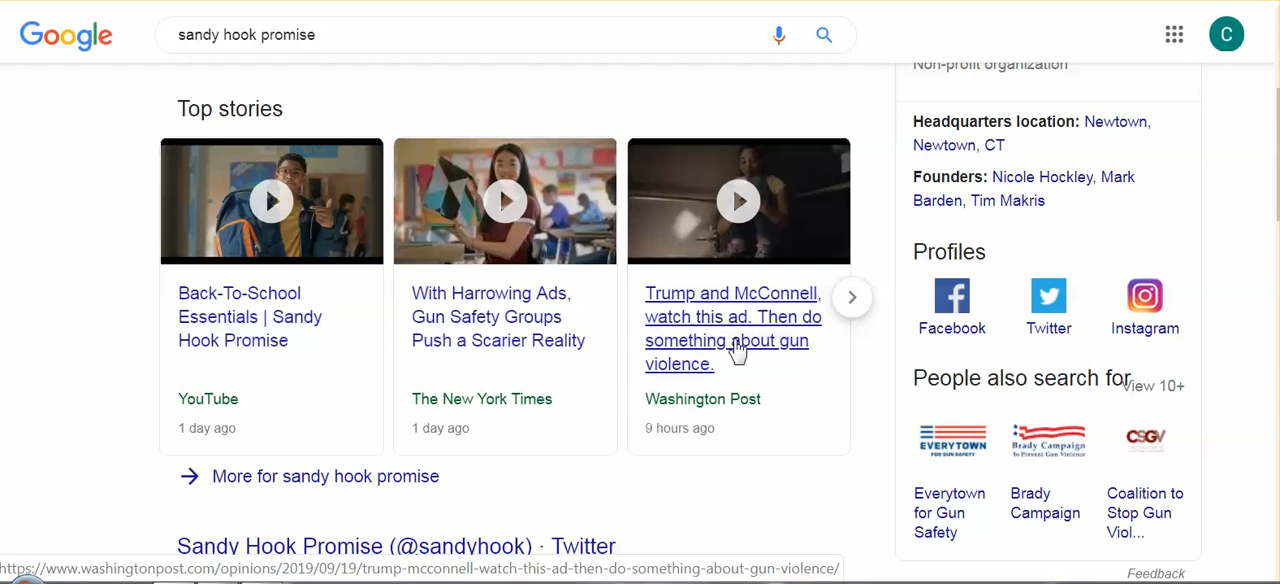 Google
sandy hook promise
C
Top stories
Back-To-School
Essentials | Sandy
Hook Promise
YouTube
1 day ago
With Harrowing Ads,
Gun Safety Groups
Push a Scarier Reality
The New York Times
1 day ago
Trump and McConnell,
watch this ad. Then do
something about gun
violence.
Washington Post
9 hours ago
More for sandy hook promise
Sandy Hook Promise (@sandyhook) · Twitter
https://www.washingtonpost.com/opinions/2019/09/19/trump-mcconnell-watch-this-ad-then-do-something-about-gun-violence/
Non-profit organization
Headquarters location: Newtown,
Newtown, CT
Founders: Nicole Hockley, Mark
Barden, Tim Makris
Profiles
Facebook
Twitter
Instagram
People also search for
View 10+
EVERYTOWN
FOR GUN SAFETY
Everytown
for Gun
Safety
Brady Campaign
To Prevent Gun Violence
Brady
Campaign
CSGV
Coalition to
Stop Gun
Viol...
Feedback